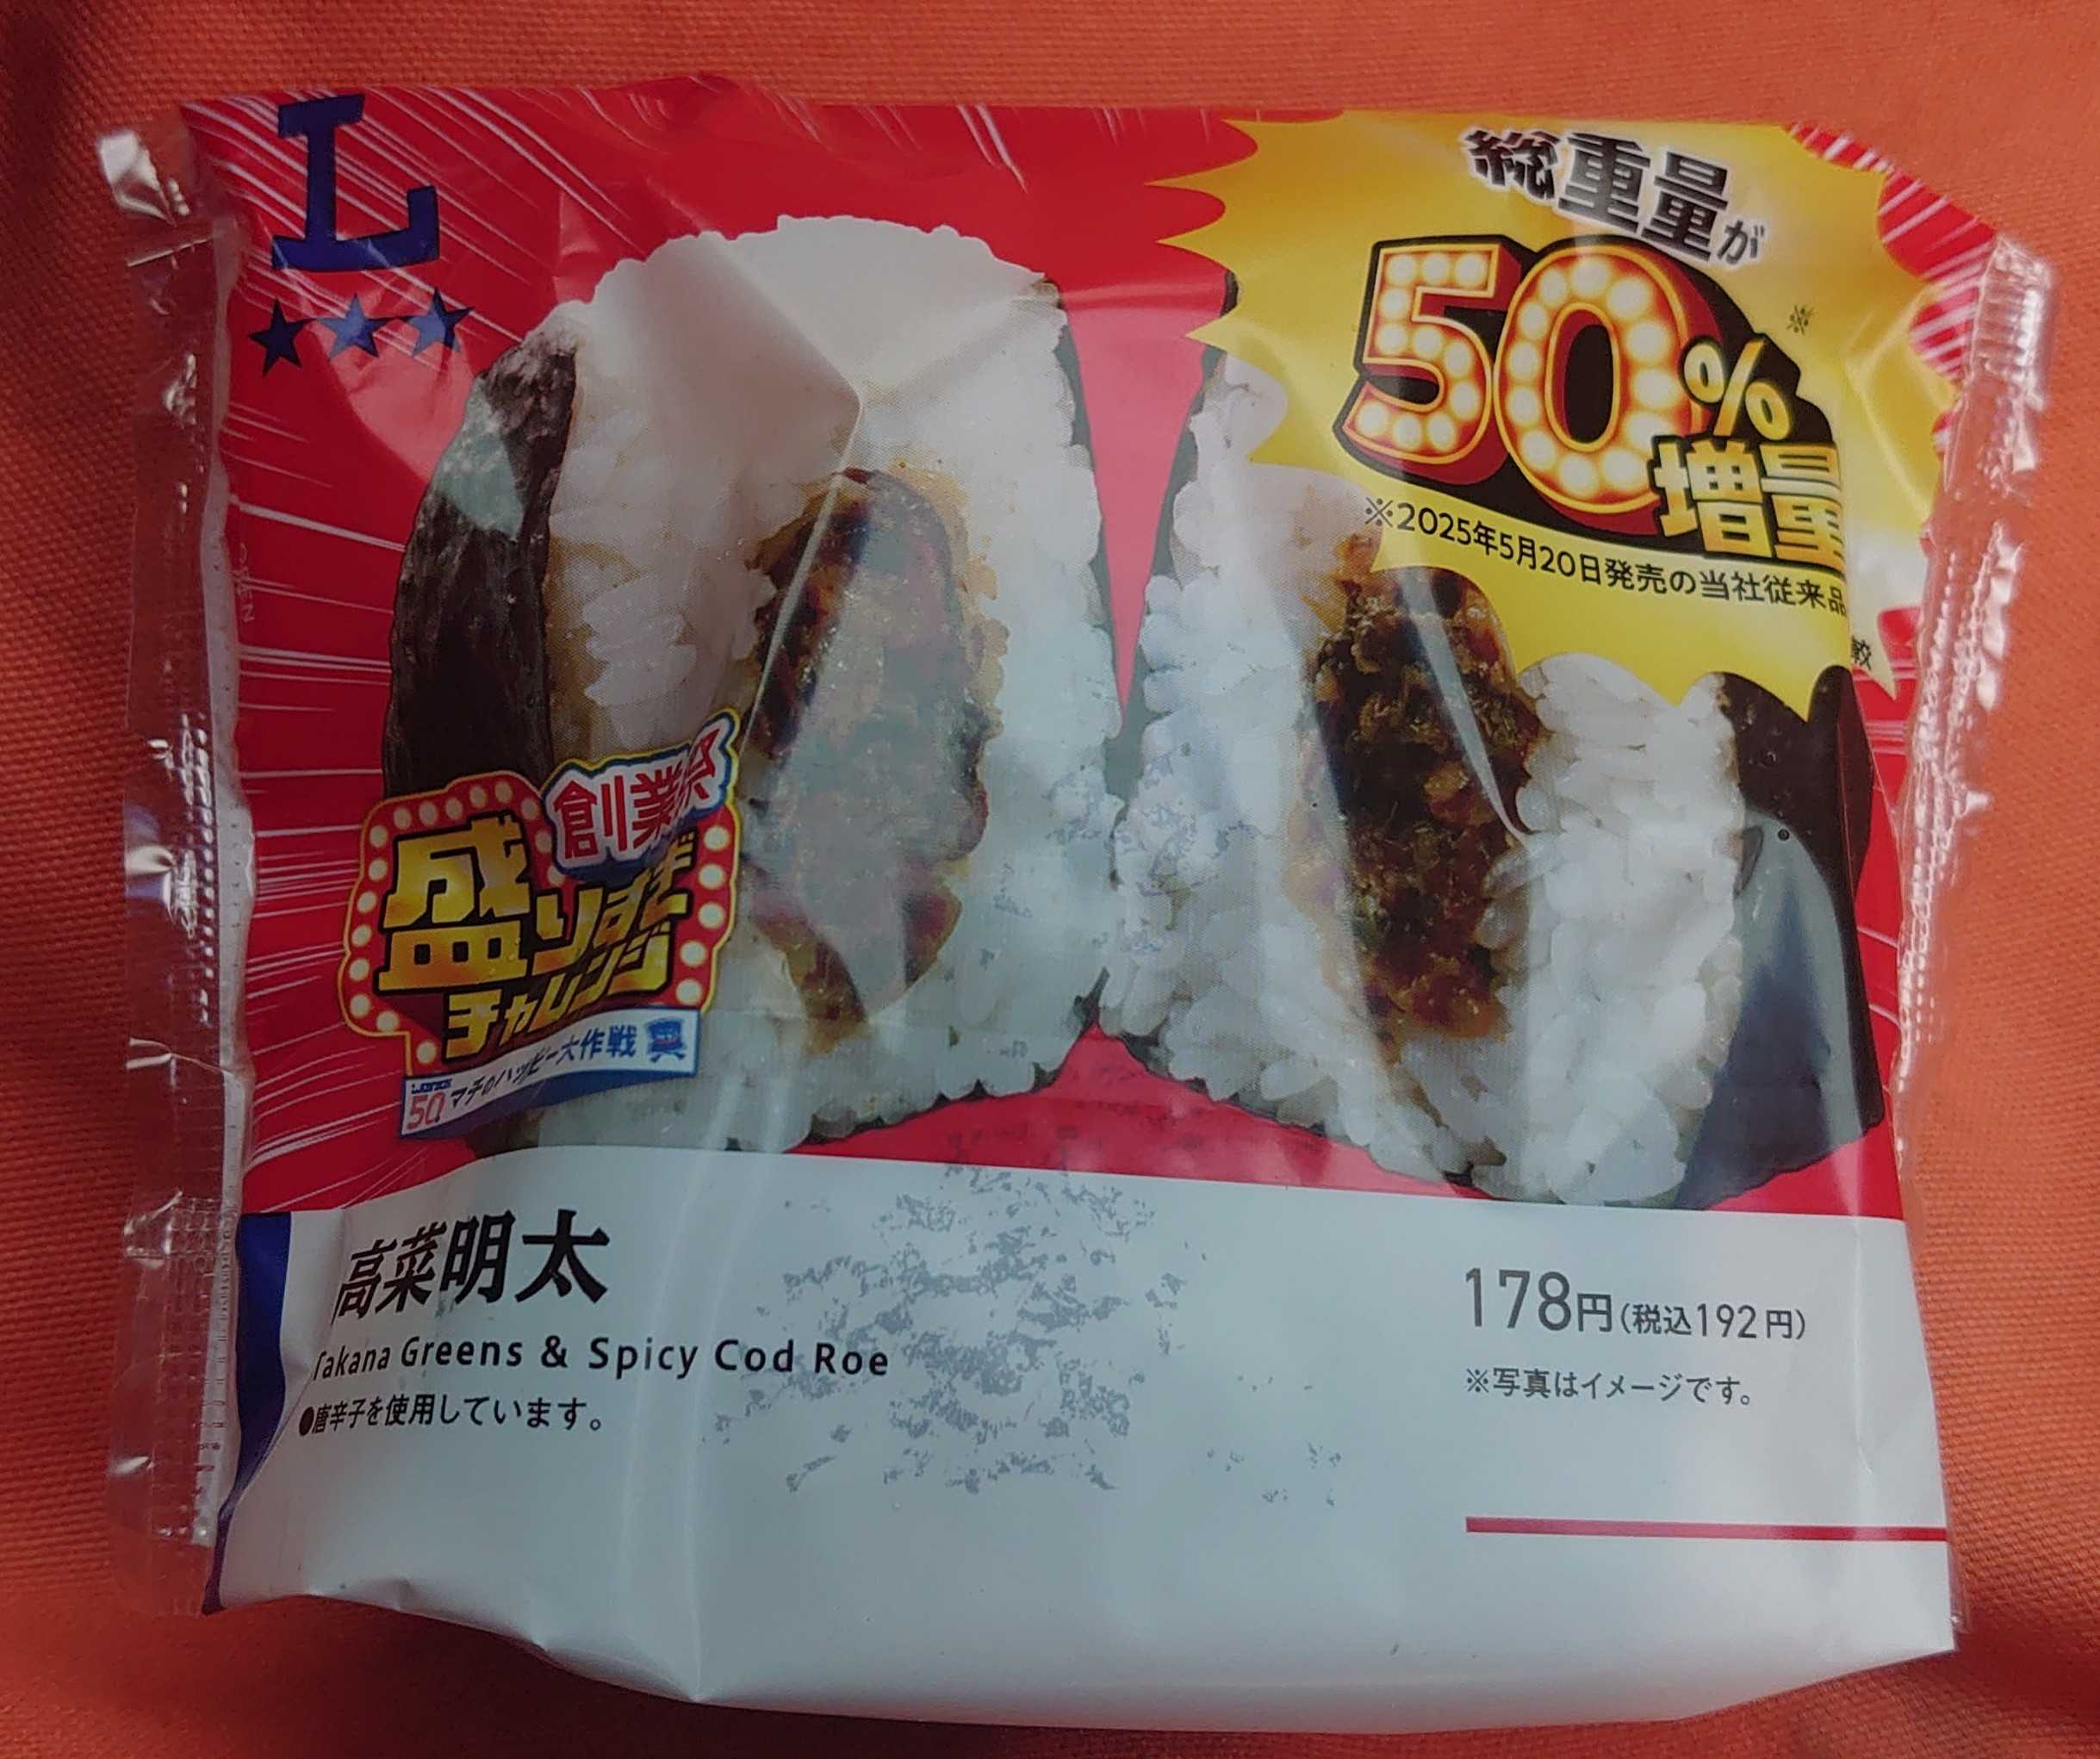 L
総重量が
50%※
増量
※2025年5月20日発売の当社従来品
較
創業祭
盛りすぎ
チャレンジ
LAWSON
50 マチのハッピー大作戦 夏
高菜明太
Takana Greens & Spicy Cod Roe
●唐辛子を使用しています。
178円(税込192円)
※写真はイメージです。